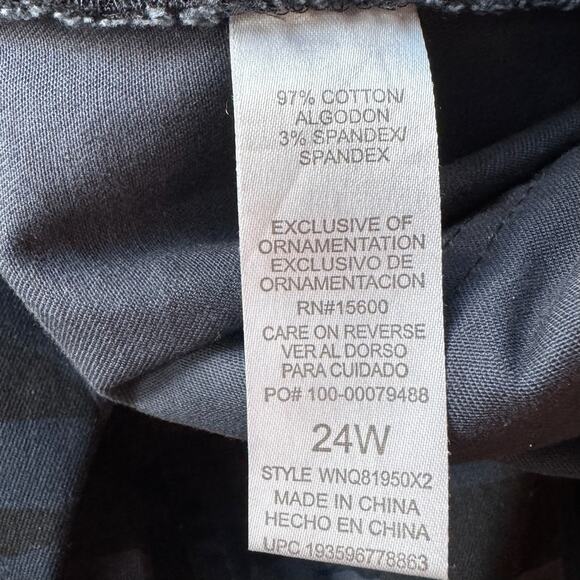 97% COTTON/
ALGODON
3% SPANDEX/
SPANDEX
EXCLUSIVE OF
ORNAMENTATION
EXCLUSIVO DE
ORNAMENTACION
RN#15600
CARE ON REVERSE
VER AL DORSO
PARA CUIDADO
PO# 100-00079488
24W
STYLE WNQ81950X2
MADE IN CHINA
HECHO EN CHINA
UPC 193596778863